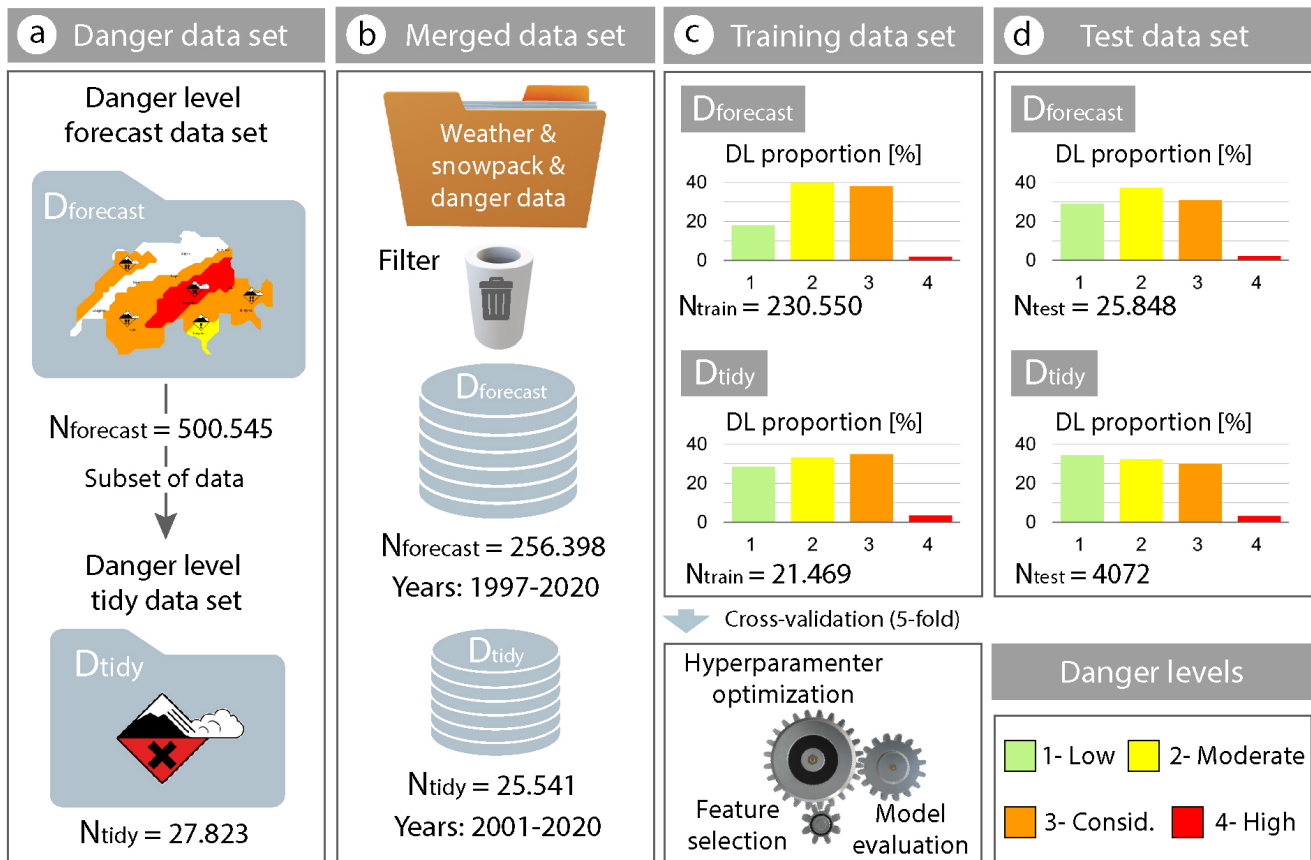 a Danger data set
Danger level
forecast data set
Dforecast
Nforecast = 500.545
Subset of data
Danger level
tidy data set
Dtidy
Ntidy = 27.823
b Merged data set
Weather &
snowpack &
danger data
Filter
Dforecast
Nforecast = 256.398
Years: 1997-2020
Dtidy
Ntidy = 25.541
Years: 2001-2020
c Training data set
Dforecast
DL proportion [%]
40
20
0
1 2 3 4
Ntrain = 230.550
Dtidy
DL proportion [%]
40
20
0
1 2 3 4
Ntrain = 21.469
Cross-validation (5-fold)
Hyperparamenter
optimization
Feature
selection
Model
evaluation
d Test data set
Dforecast
DL proportion [%]
40
20
0
1 2 3 4
Ntest = 25.848
Dtidy
DL proportion [%]
40
20
0
1 2 3 4
Ntest = 4072
Danger levels
1- Low 2- Moderate
3- Consid. 4- High